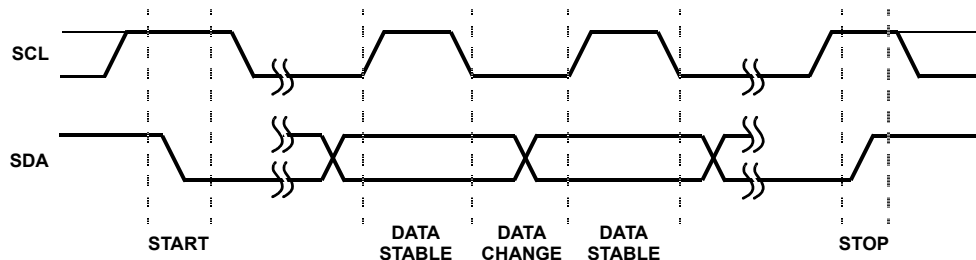 SCL
SDA
START
DATA
STABLE
DATA
CHANGE
DATA
STABLE
STOP